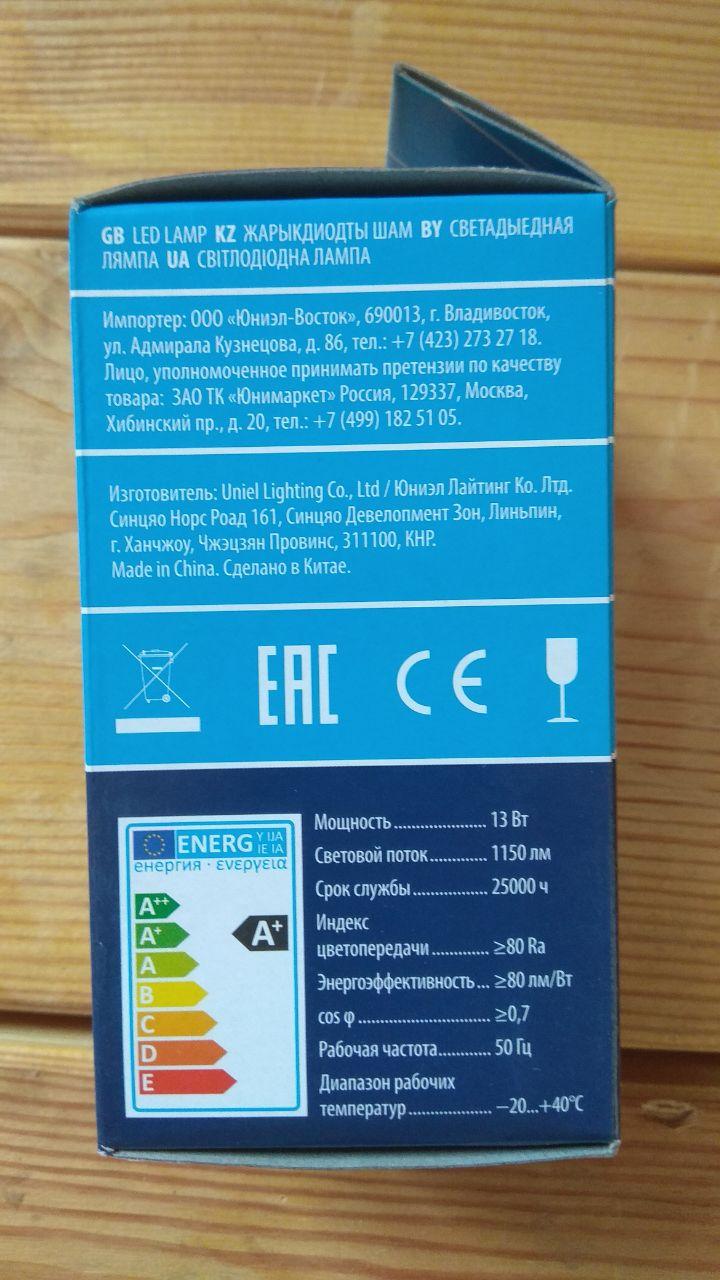 GB LED LAMP KZ ЖАРЫКДИОДТЫ ШАМ BY СВЕТАДЫЕДНАЯ
ЛЯМПА UA СВІТЛОДІОДНА ЛАМПА
Импортер: ООО «Юниэл-Восток», 690013, г. Владивосток,
ул. Адмирала Кузнецова, д. 86, тел.: +7 (423) 273 27 18.
Лицо, уполномоченное принимать претензии по качеству
товара: ЗАО ТК «Юнимаркет» Россия, 129337, Москва,
Хибинский пр., д. 20, тел.: +7 (499) 182 51 05.
Изготовитель: Uniel Lighting Co., Ltd / Юниэл Лайтинг Ко. Лтд.
Синцяо Норс Роад 161, Синцяо Девелопмент Зон, Линьпин,
г. Ханчжоу, Чжэцзян Провинс, 311100, КНР.
Made in China. Сделано в Китае.
EAC CE
ENERG Y IJA
IE IA
енергия · ενεργεια
A++
A+
A
B
C
D
E
A+
Мощность ..................... 13 Вт
Световой поток ............. 1150 лм
Срок службы ................. 25000 ч
Индекс
цветопередачи ............. ≥80 Ra
Энергоэффективность ... ≥80 лм/Вт
cos φ .............................. ≥0,7
Рабочая частота ............ 50 Гц
Диапазон рабочих
температур ................... –20...+40°C